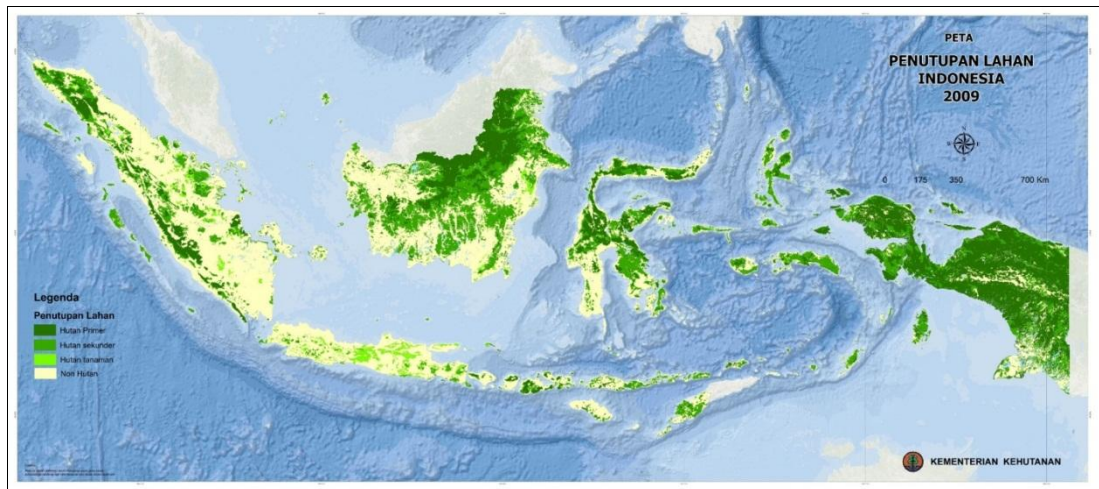 PETA
PENUTUPAN LAHAN
INDONESIA
2009
0 175 350 700 Km
Legenda
Penutupan Lahan
Hutan Primer
Hutan sekunder
Hutan tanaman
Non Hutan
KEMENTERIAN KEHUTANAN